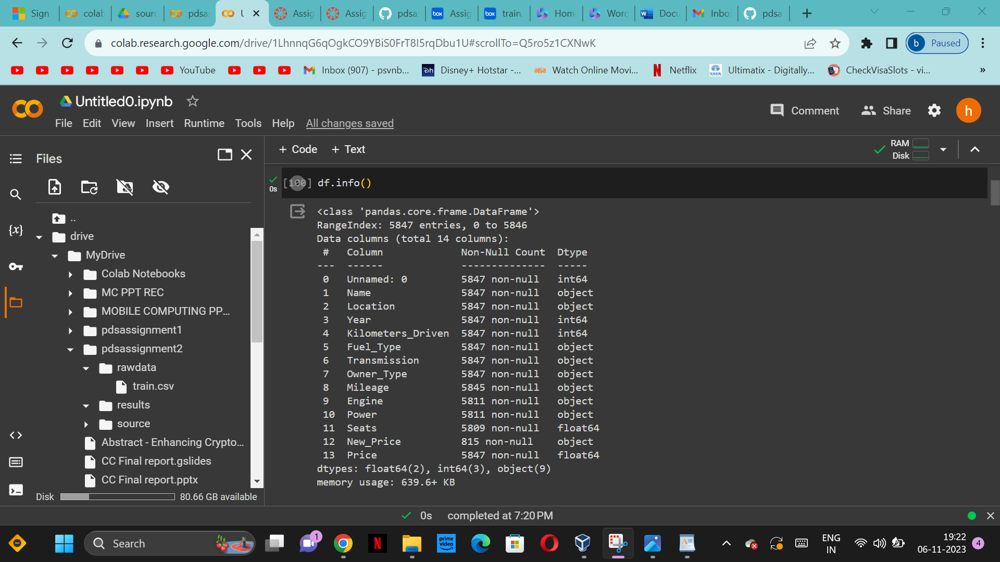 Sign
colab
sour
pdsa
U
Assig
Assig
pdsa
box
Assig
box
train.
Hom
Word
Docu
Inbo
pdsa
colab.research.google.com/drive/1LhnnqG6qOgkCO9YBiS0FrT8I5rqDbu1U#scrollTo=Q5ro5z1CXNwK
b Paused
YouTube
Inbox (907) - psvnb...
Disney+ Hotstar -...
Watch Online Movi...
Netflix
Ultimatix - Digitally...
CheckVisaSlots - vi...
»
Untitled0.ipynb
Comment
Share
h
File Edit View Insert Runtime Tools Help All changes saved
Files
+ Code + Text
RAM
Disk
{x}
..
drive
MyDrive
Colab Notebooks
MC PPT REC
MOBILE COMPUTING PP...
pdsassignment1
pdsassignment2
rawdata
train.csv
results
source
Abstract - Enhancing Crypto...
CC Final report.gslides
CC Final report.pptx
Disk 80.66 GB available
0s
[100] df.info()
<class 'pandas.core.frame.DataFrame'>
RangeIndex: 5847 entries, 0 to 5846
Data columns (total 14 columns):
# Column Non-Null Count Dtype
--- ------ -------------- -----
0 Unnamed: 0 5847 non-null int64
1 Name 5847 non-null object
2 Location 5847 non-null object
3 Year 5847 non-null int64
4 Kilometers_Driven 5847 non-null int64
5 Fuel_Type 5847 non-null object
6 Transmission 5847 non-null object
7 Owner_Type 5847 non-null object
8 Mileage 5845 non-null object
9 Engine 5811 non-null object
10 Power 5811 non-null object
11 Seats 5809 non-null float64
12 New_Price 815 non-null object
13 Price 5847 non-null float64
dtypes: float64(2), int64(3), object(9)
memory usage: 639.6+ KB
0s completed at 7:20 PM
Search
1
N
prime video
ENG
IN
19:22
06-11-2023
4